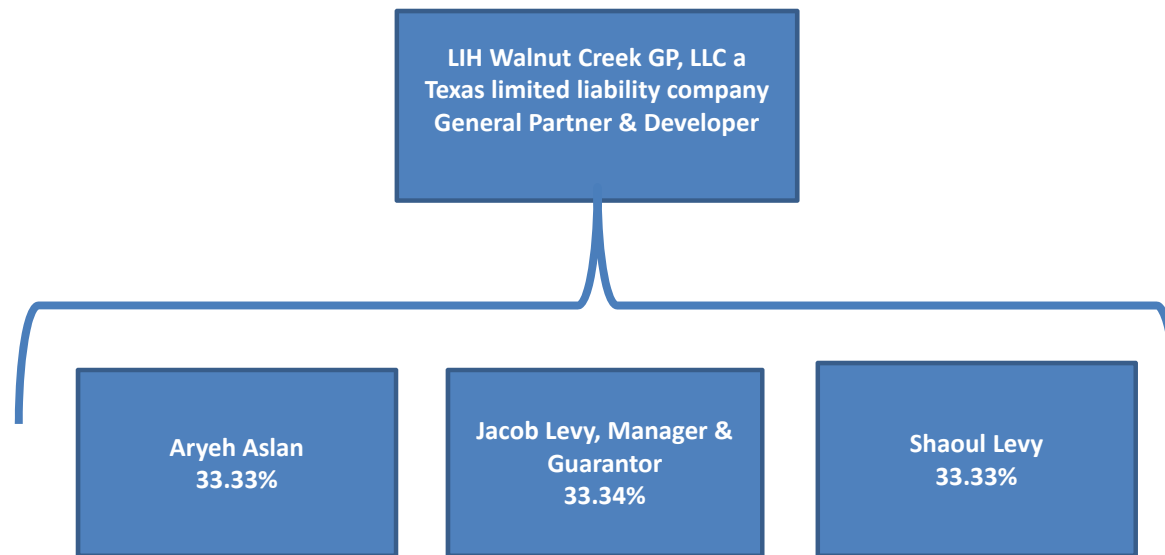 LIH Walnut Creek GP, LLC a
Texas limited liability company
General Partner & Developer
Aryeh Aslan
33.33%
Jacob Levy, Manager &
Guarantor
33.34%
Shaoul Levy
33.33%